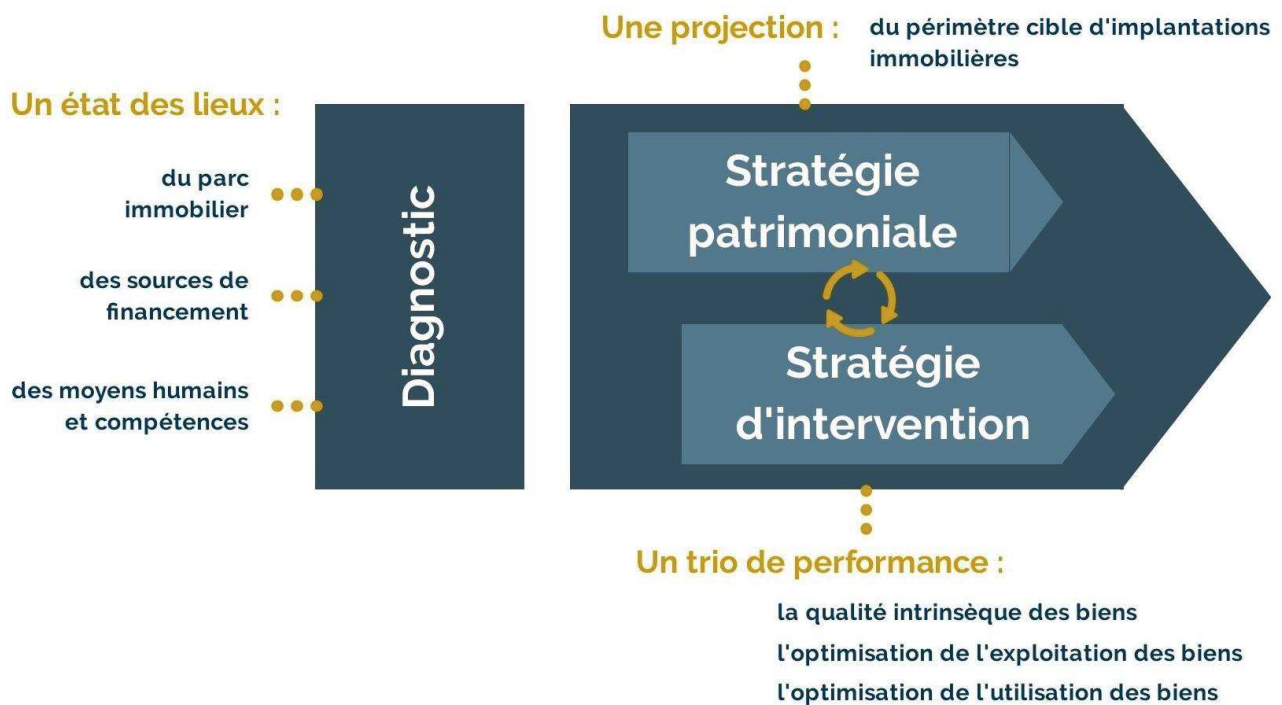 Une projection :
du périmètre cible d'implantations
immobilières
Un état des lieux :
du parc
immobilier
des sources de
financement
des moyens humains
et compétences
Diagnostic
Stratégie
patrimoniale
Stratégie
d'intervention
Un trio de performance :
la qualité intrinsèque des biens
l'optimisation de l'exploitation des biens
l'optimisation de l'utilisation des biens